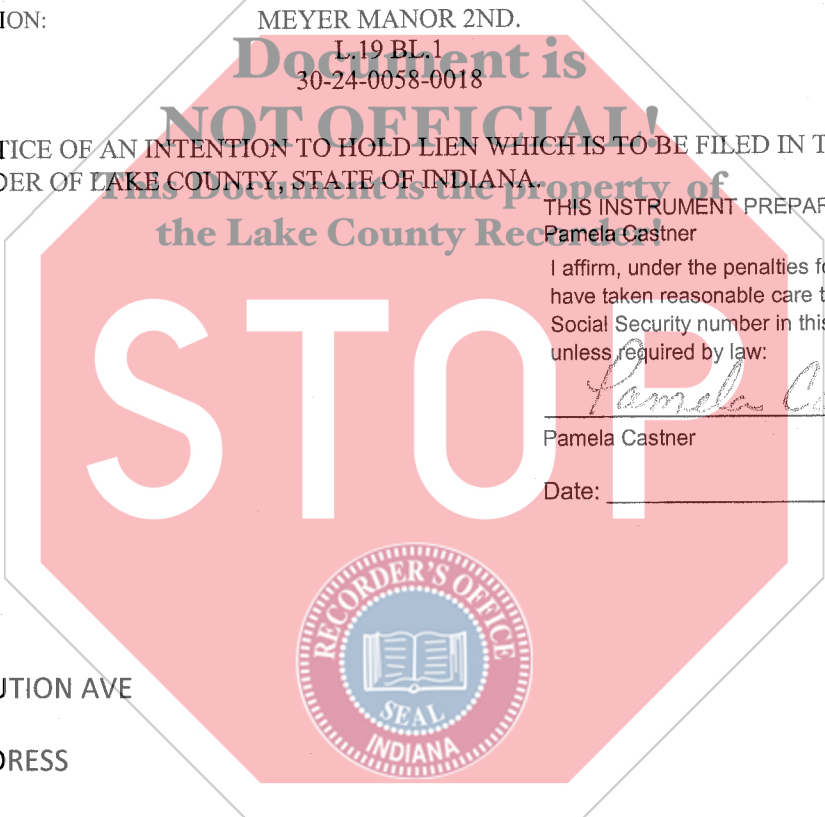 ION:
MEYER MANOR 2ND.
L.19 BL.1
30-24-0058-0018
Document is
NOT OFFICIAL!
TICE OF AN INTENTION TO HOLD LIEN WHICH IS TO BE FILED IN T
DER OF LAKE COUNTY, STATE OF INDIANA.
This Document is the property of
the Lake County Recorder!
THIS INSTRUMENT PREPAR
Pamela Castner
I affirm, under the penalties fo
have taken reasonable care t
Social Security number in this
unless required by law:
Pamela Ca
Pamela Castner
Date:
STOP
RECORDER'S OFFICE
SEAL
INDIANA
UTION AVE
DRESS